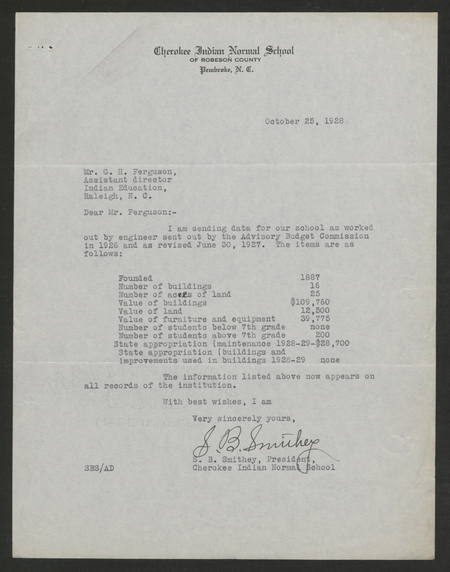 Cherokee Indian Normal School
OF ROBESON COUNTY
Pembroke, N. C.
October 25, 1928
Mr. G. H. Ferguson,
Assistant director
Indian Education,
Raleigh, N. C.
Dear Mr. Ferguson:-
I am sending data for our school as worked
out by engineer sent out by the Advisory Budget Commission
in 1926 and as revised June 30, 1927. The items are as
follows:
Founded 1887
Number of buildings 16
Number of acres of land 25
Value of buildings $109,760
Value of land 12,500
Value of furniture and equipment 39,775
Number of students below 7th grade none
Number of students above 7th grade 200
State appropriation (maintenance 1928-29-$28,700
State appropriation (buildings and
improvements used in buildings 1928-29 none
The information listed above now appears on
all records of the institution.
With best wishes, I am
Very sincerely yours,
S. B. Smithey
S. B. Smithey, President,
SBS/AD Cherokee Indian Normal School